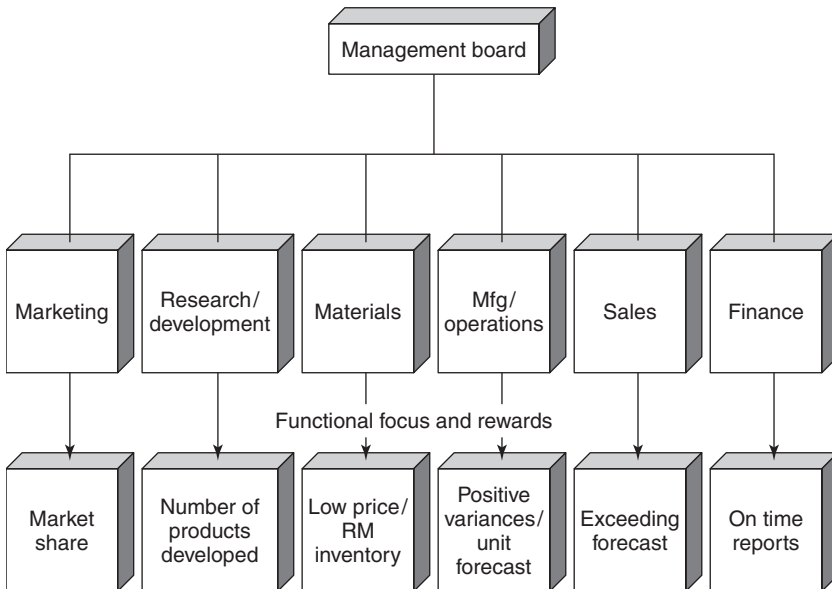 Management board
Marketing
Research/
development
Materials
Mfg/
operations
Sales
Finance
Functional focus and rewards
Market
share
Number of
products
developed
Low price/
RM
inventory
Positive
variances/
unit
forecast
Exceeding
forecast
On time
reports